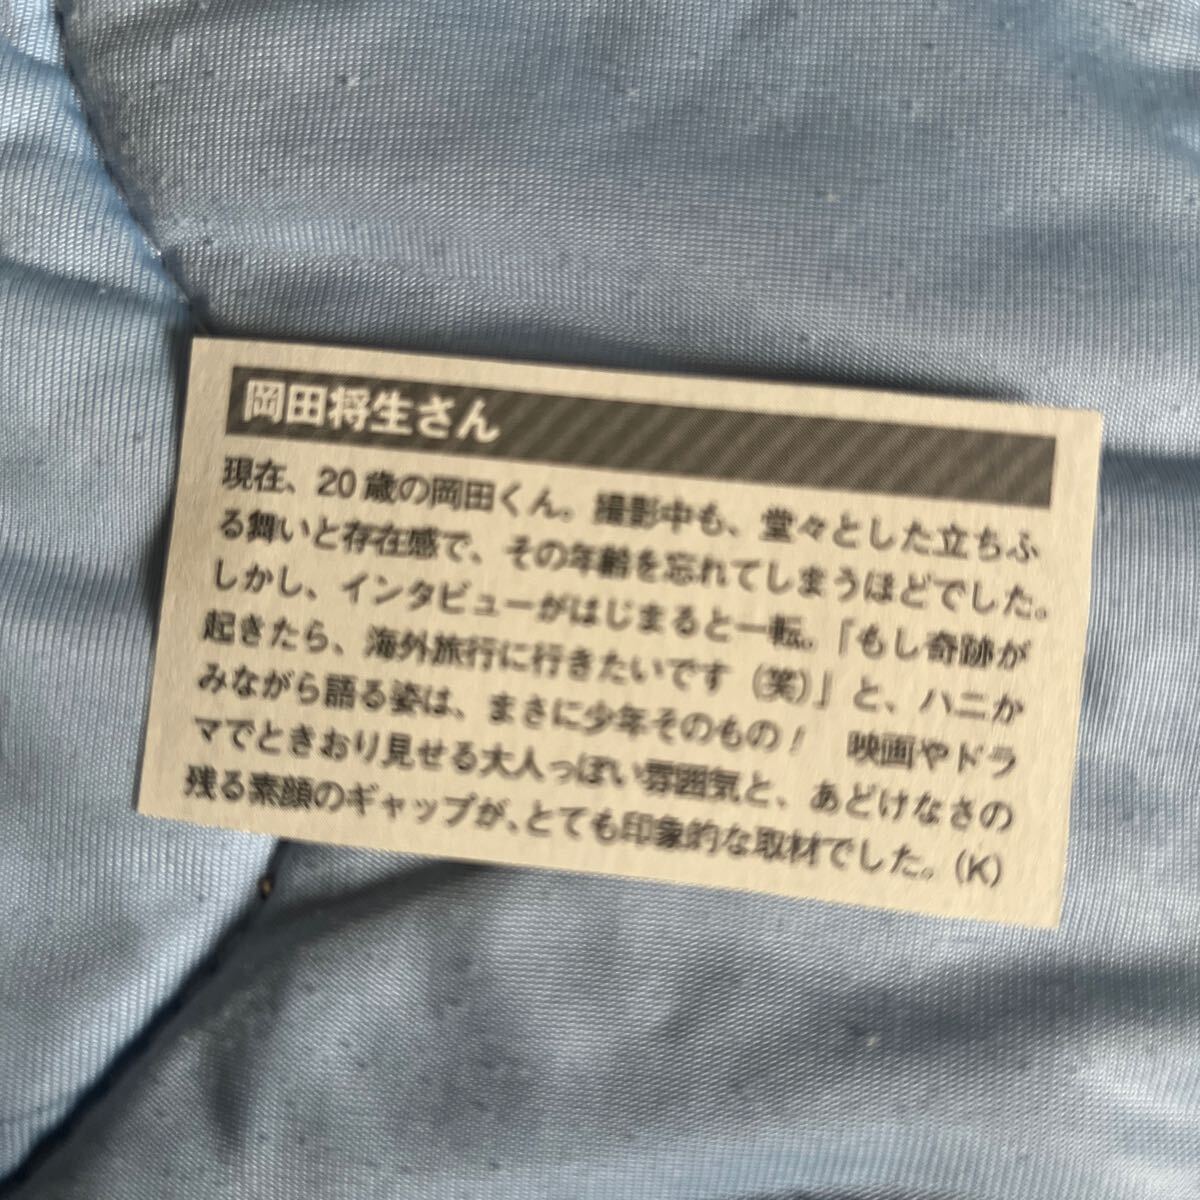 岡田将生さん
現在、20歳の岡田くん。撮影中も、堂々とした立ちふ
る舞いと存在感で、その年齢を忘れてしまうほどでした。
しかし、インタビューがはじまると一転。「もし奇跡が
起きたら、海外旅行に行きたいです（笑）」と、ハニか
みながら語る姿は、まさに少年そのもの！　映画やドラ
マでときおり見せる大人っぽい雰囲気と、あどけなさの
残る素顔のギャップが、とても印象的な取材でした。（K）